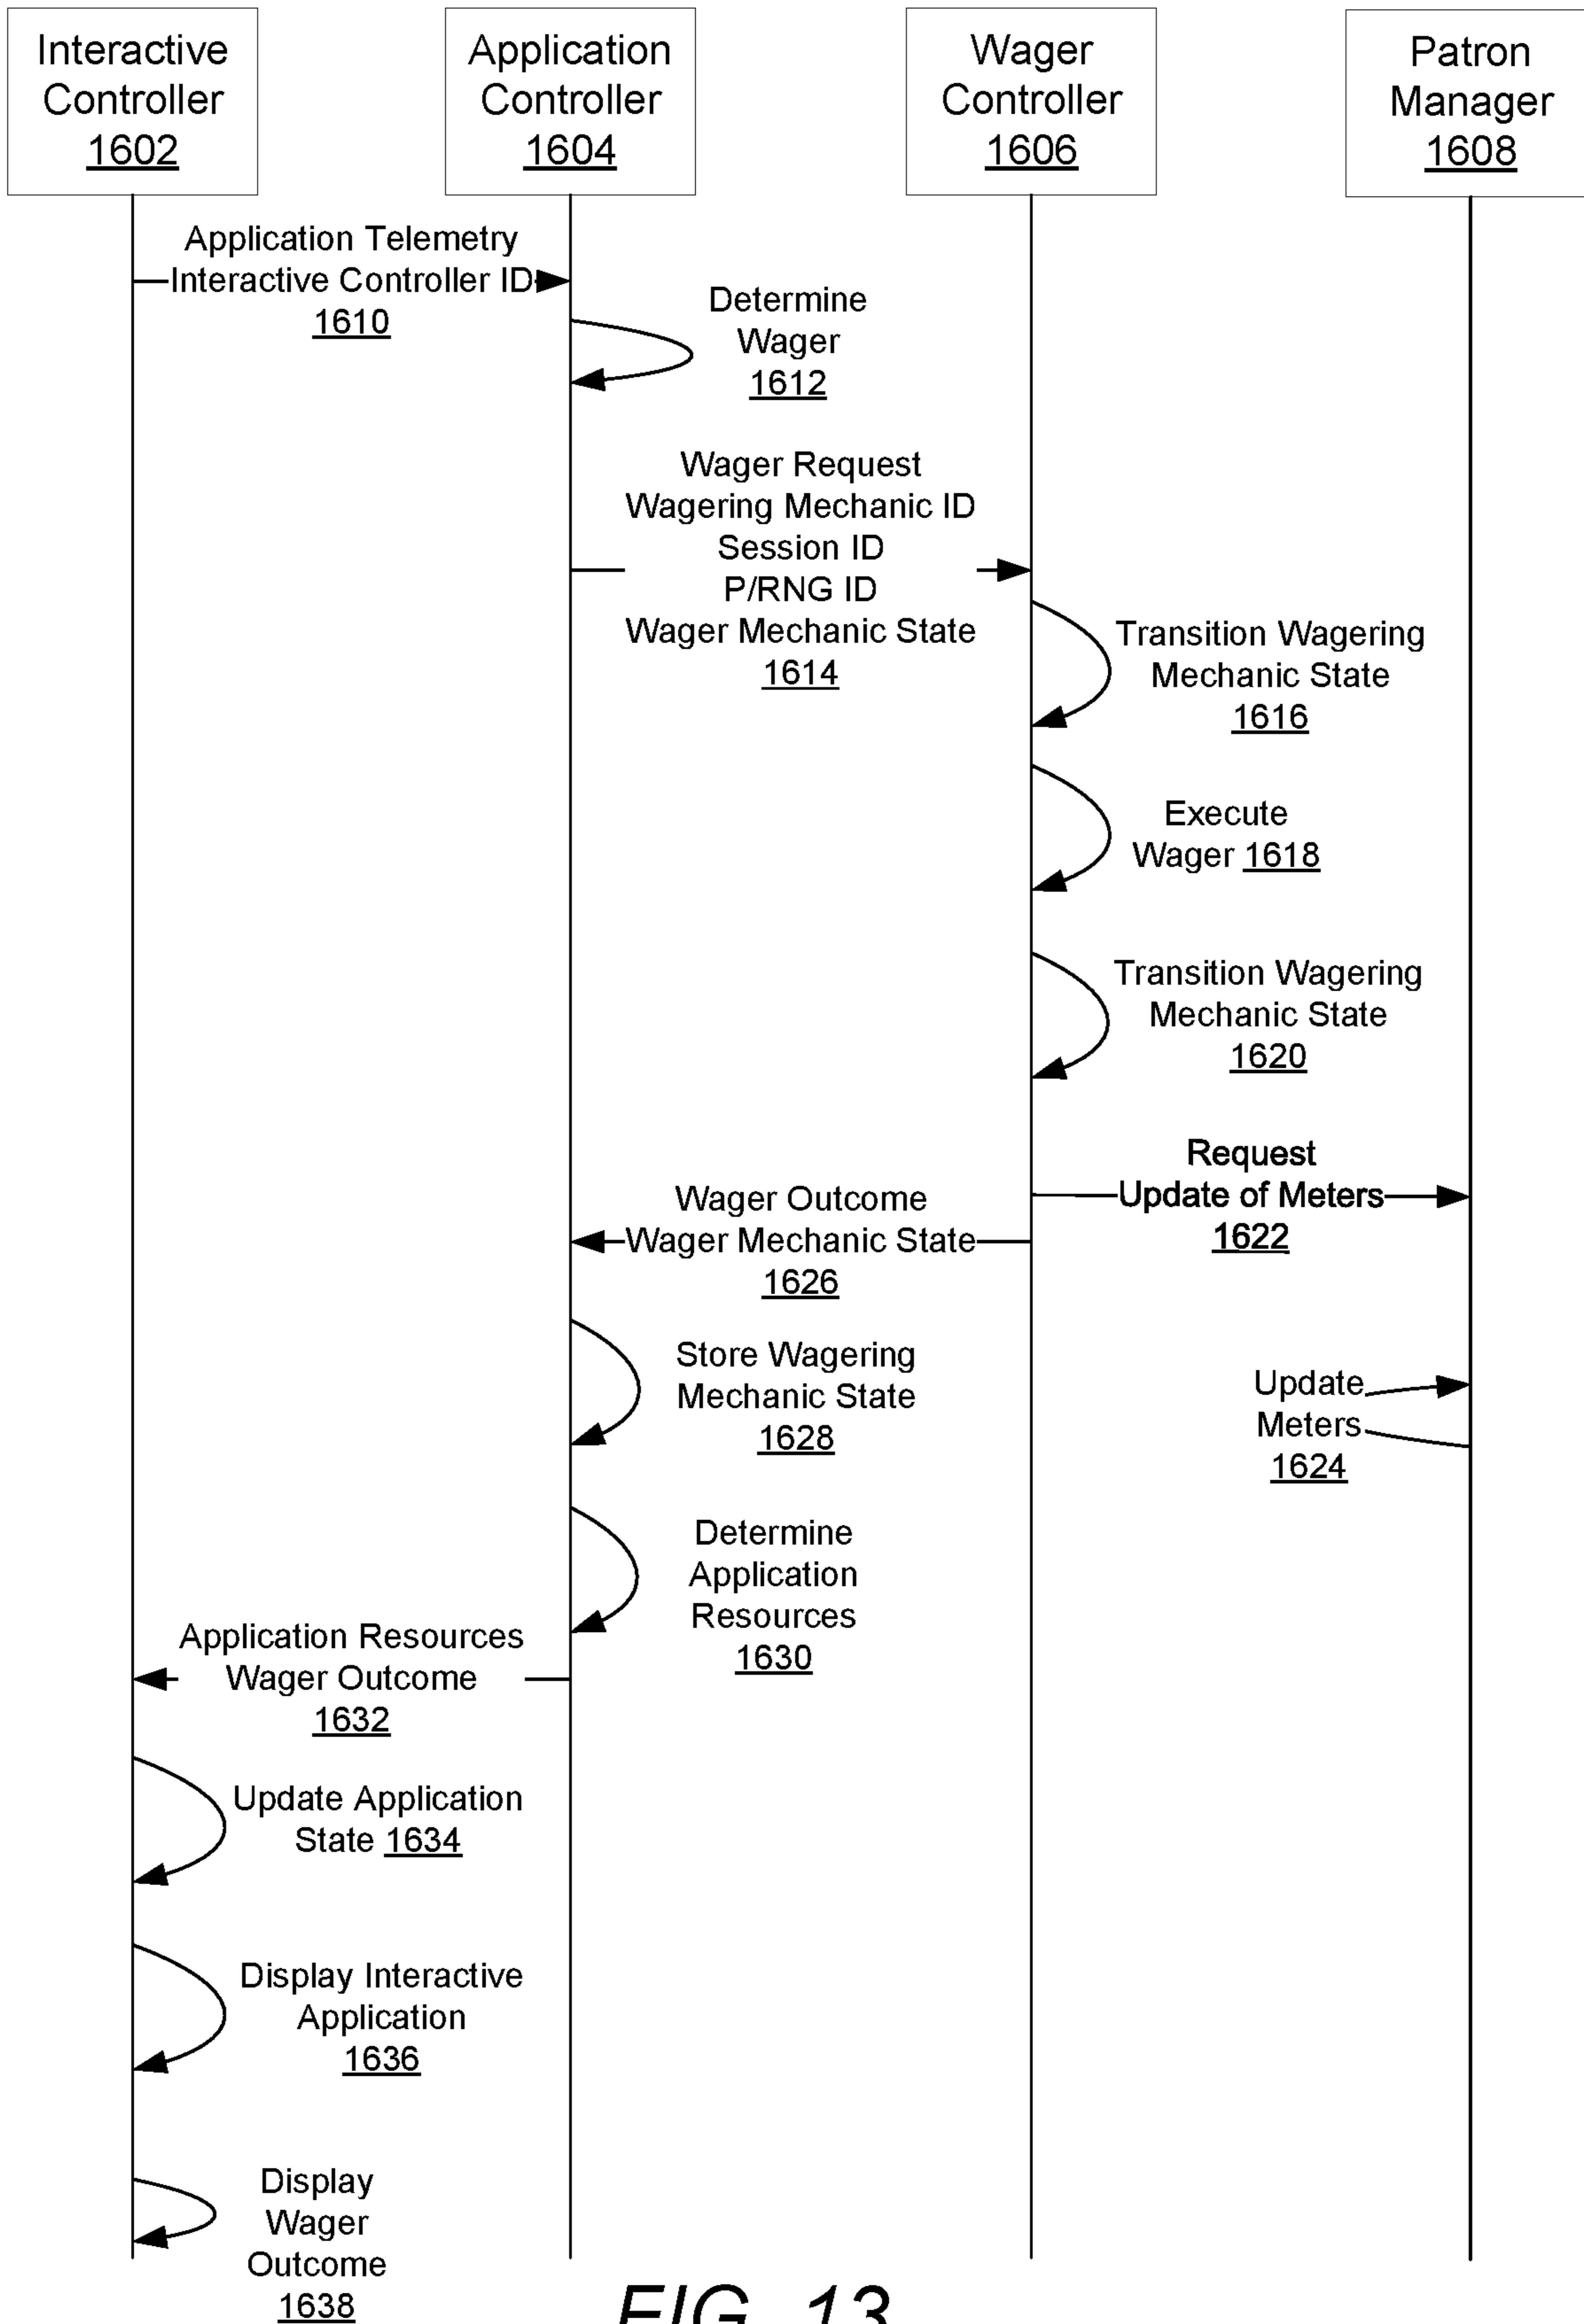 Interactive
Controller
1602
Application
Controller
1604
Wager
Controller
1606
Patron
Manager
1608
Application Telemetry
Interactive Controller ID
1610
Determine
Wager
1612
Wager Request
Wagering Mechanic ID
Session ID
P/RNG ID
Wager Mechanic State
1614
Transition Wagering
Mechanic State
1616
Execute
Wager 1618
Transition Wagering
Mechanic State
1620
Request
Update of Meters
1622
Wager Outcome
Wager Mechanic State
1626
Store Wagering
Mechanic State
1628
Update
Meters
1624
Determine
Application
Resources
1630
Application Resources
Wager Outcome
1632
Update Application
State 1634
Display Interactive
Application
1636
Display
Wager
Outcome
1638
FIG. 13